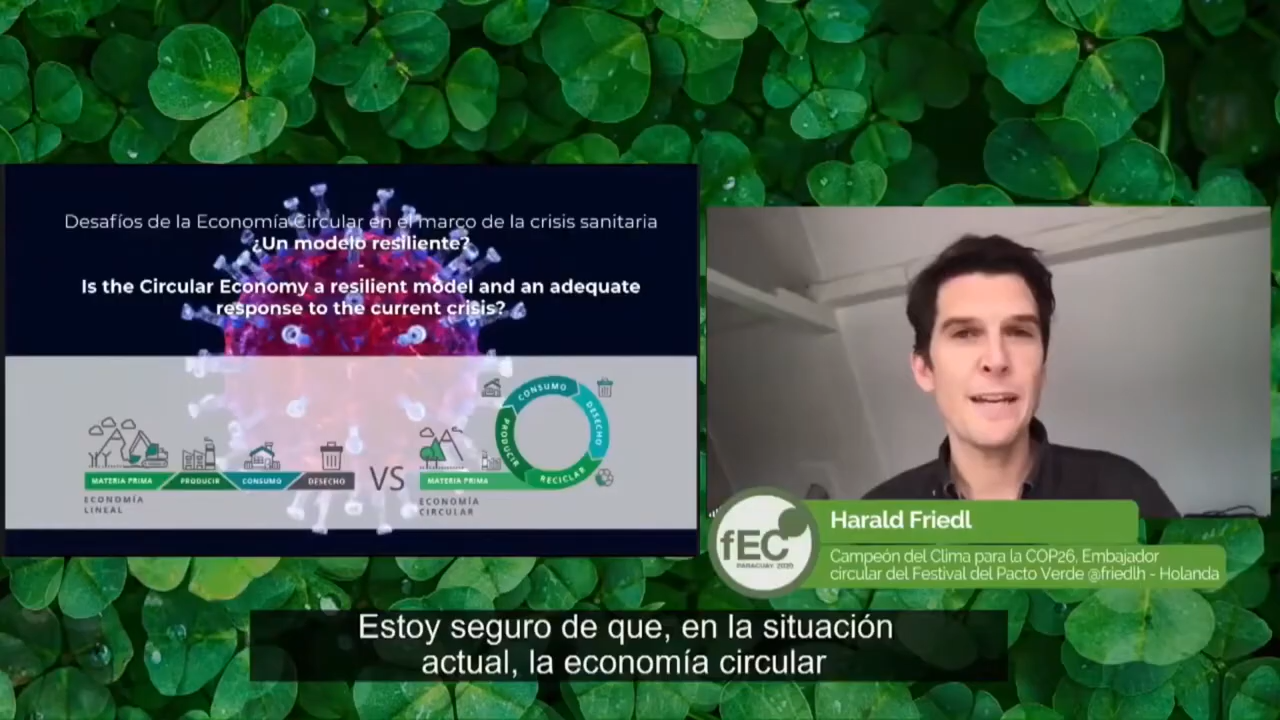 Desafíos de la Economía Circular en el marco de la crisis sanitaria
¿Un modelo resiliente?
-
Is the Circular Economy a resilient model and an adequate
response to the current crisis?
MATERIA PRIMA
PRODUCIR
CONSUMO
DESECHO
ECONOMÍA
LINEAL
VS
MATERIA PRIMA
PRODUCIR
CONSUMO
DESECHO
RECICLAR
ECONOMÍA
CIRCULAR
fEC
PARAGUAY 2020
Harald Friedl
Campeón del Clima para la COP26, Embajador
circular del Festival del Pacto Verde @friedlh - Holanda
Estoy seguro de que, en la situación
actual, la economía circular